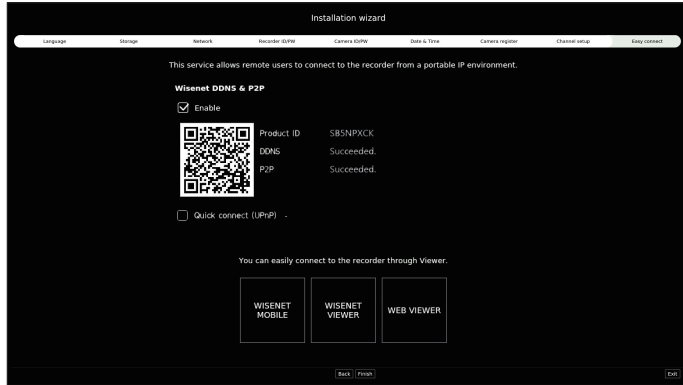 Installation wizard
Language Storage Network Recorder ID/PW Camera ID/PW Date & Time Camera register Channel setup Easy connect
This service allows remote users to connect to the recorder from a portable IP environment.
Wisenet DDNS & P2P
Enable
Product ID SB5NPXCK
DDNS Succeeded.
P2P Succeeded.
Quick connect (UPnP) -
You can easily connect to the recorder through Viewer.
WISENET MOBILE
WISENET VIEWER
WEB VIEWER
Back Finish Exit